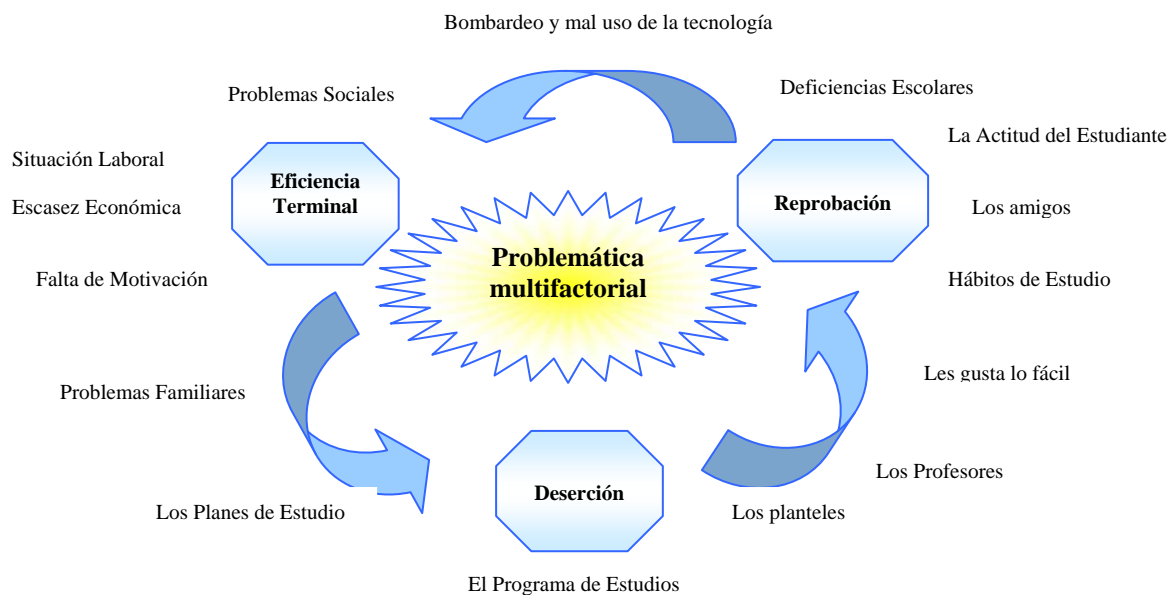 Bombardeo y mal uso de la tecnología
Problemas Sociales
Deficiencias Escolares
La Actitud del Estudiante
Situación Laboral
Eficiencia
Terminal
Reprobación
Escasez Económica
Los amigos
Problemática
multifactorial
Falta de Motivación
Hábitos de Estudio
Les gusta lo fácil
Problemas Familiares
Los Profesores
Deserción
Los Planes de Estudio
Los planteles
El Programa de Estudios